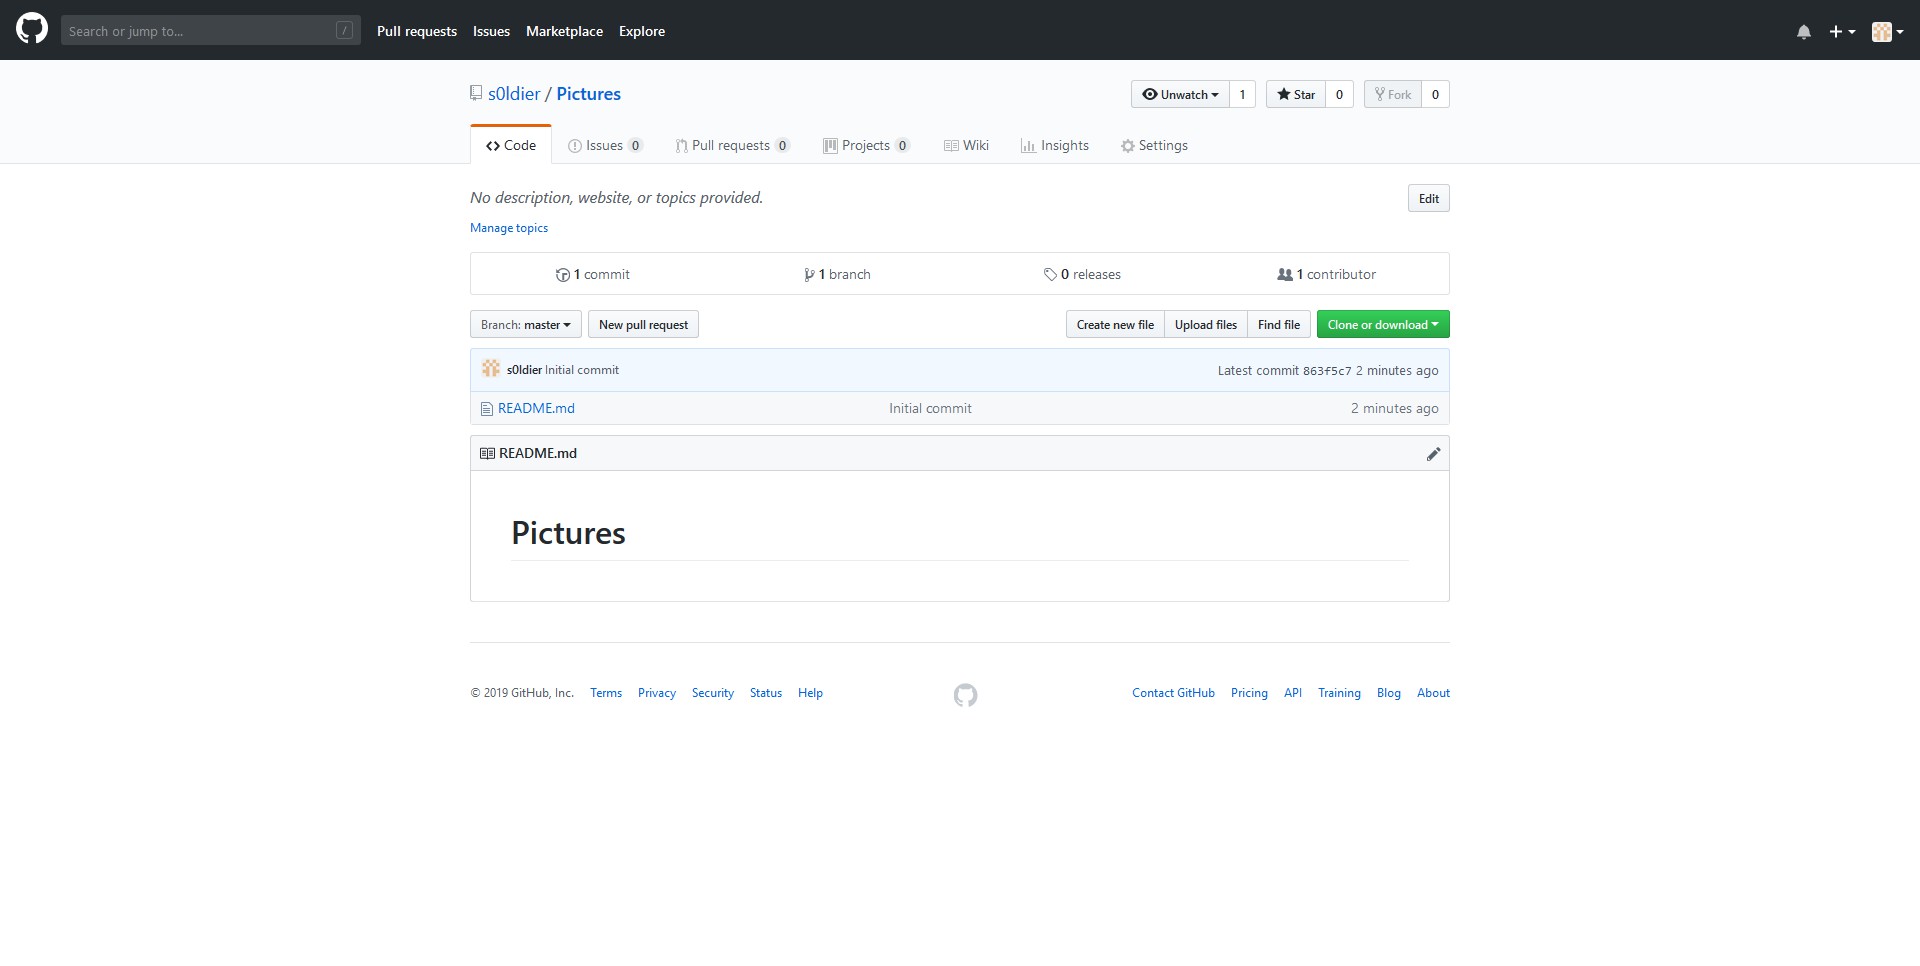 Search or jump to... /
Pull requests Issues Marketplace Explore
s0ldier / Pictures
Unwatch 1 Star 0 Fork 0
Code Issues 0 Pull requests 0 Projects 0 Wiki Insights Settings
No description, website, or topics provided.
Edit
Manage topics
1 commit 1 branch 0 releases 1 contributor
Branch: master New pull request Create new file Upload files Find file Clone or download
s0ldier Initial commit Latest commit 863f5c7 2 minutes ago
README.md Initial commit 2 minutes ago
README.md
Pictures
© 2019 GitHub, Inc. Terms Privacy Security Status Help Contact GitHub Pricing API Training Blog About